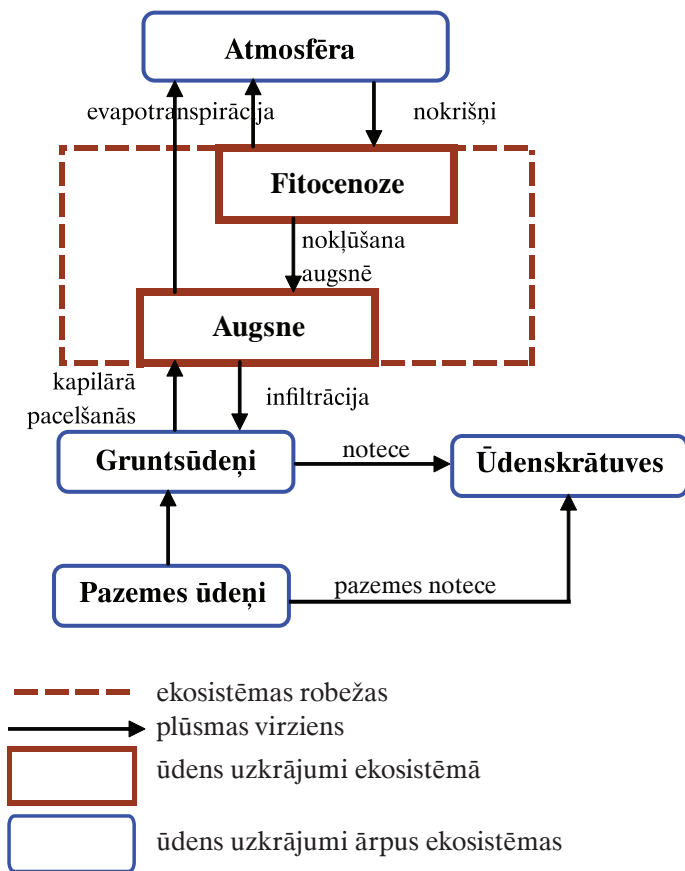 Atmosfēra
evapotranspirācija
nokrišņi
Fitocenoze
nokļūšana
augsnē
Augsne
kapilārā
pacelšanās
infiltrācija
Gruntsūdeņi
notece
Ūdenskrātuves
Pazemes ūdeņi
pazemes notece
ekosistēmas robežas
plūsmas virziens
ūdens uzkrājumi ekosistēmā
ūdens uzkrājumi ārpus ekosistēmas